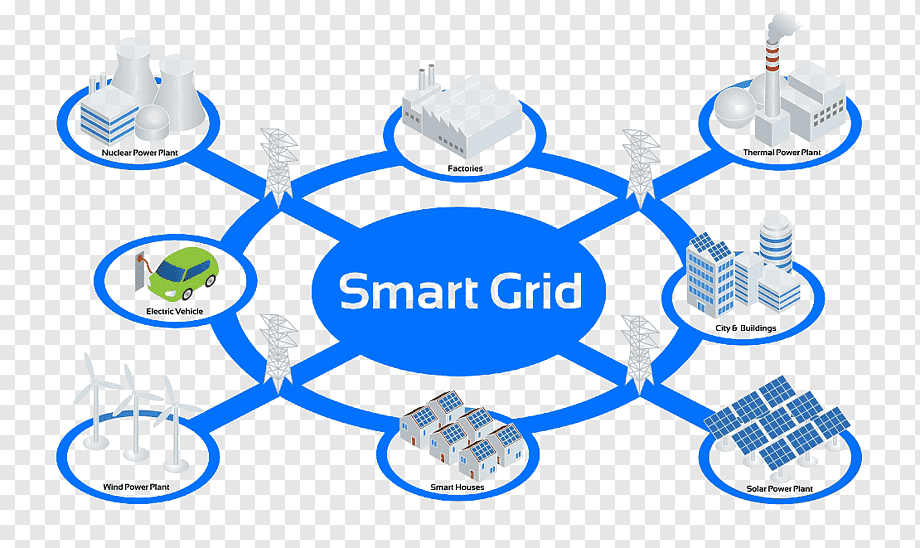 Nuclear Power Plant
Factories
Thermal Power Plant
Smart Grid
Electric Vehicle
City & Buildings
Wind Power Plant
Smart Houses
Solar Power Plant